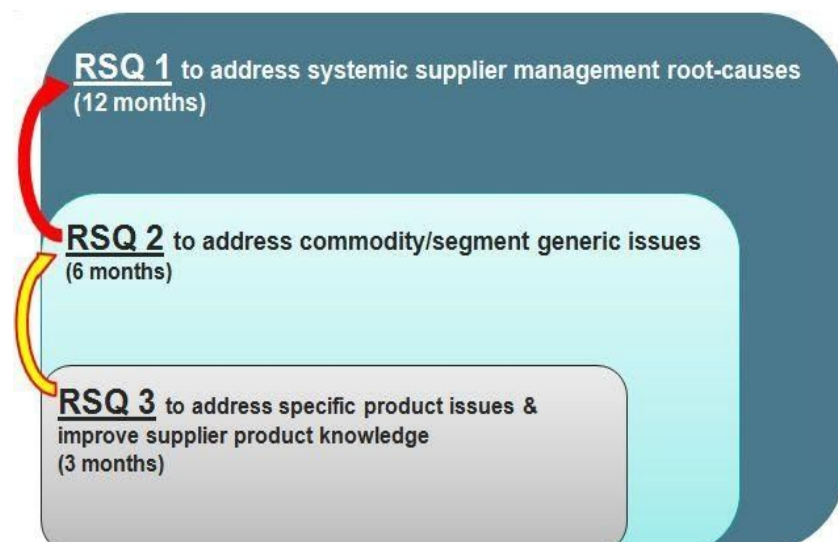 RSQ 1 to address systemic supplier management root-causes
(12 months)
RSQ 2 to address commodity/segment generic issues
(6 months)
RSQ 3 to address specific product issues &
improve supplier product knowledge
(3 months)